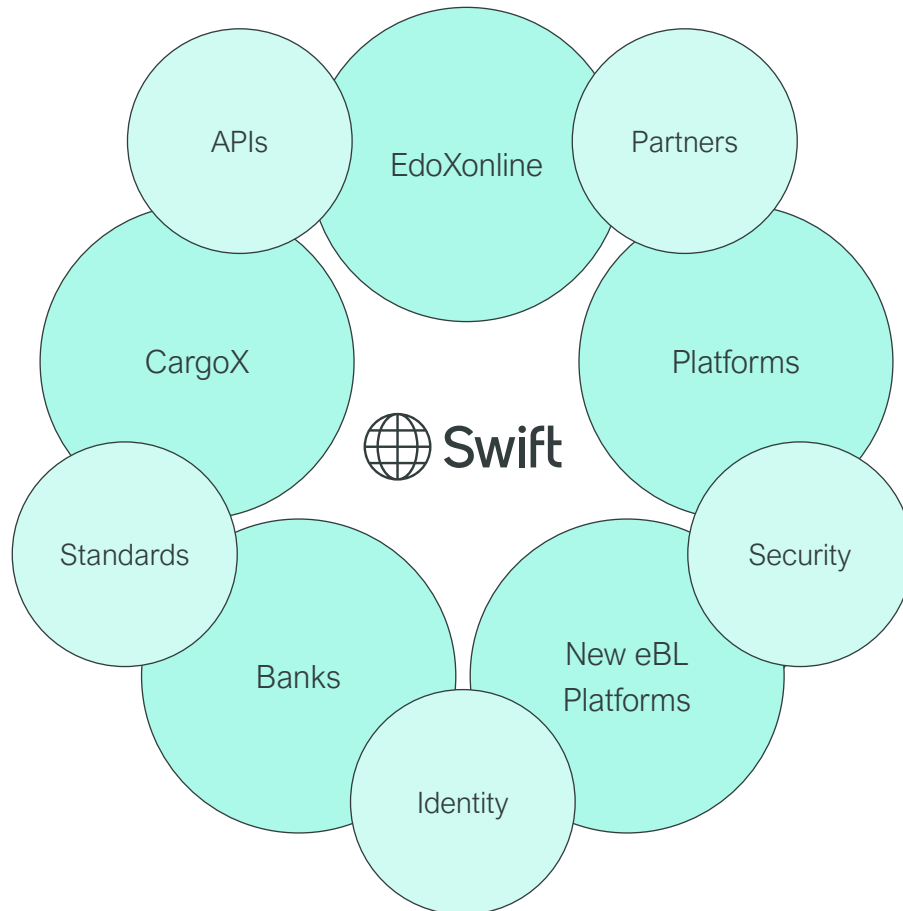 APIs
Partners
EdoXonline
CargoX
Platforms
Swift
Standards
Security
Banks
New eBL
Platforms
Identity